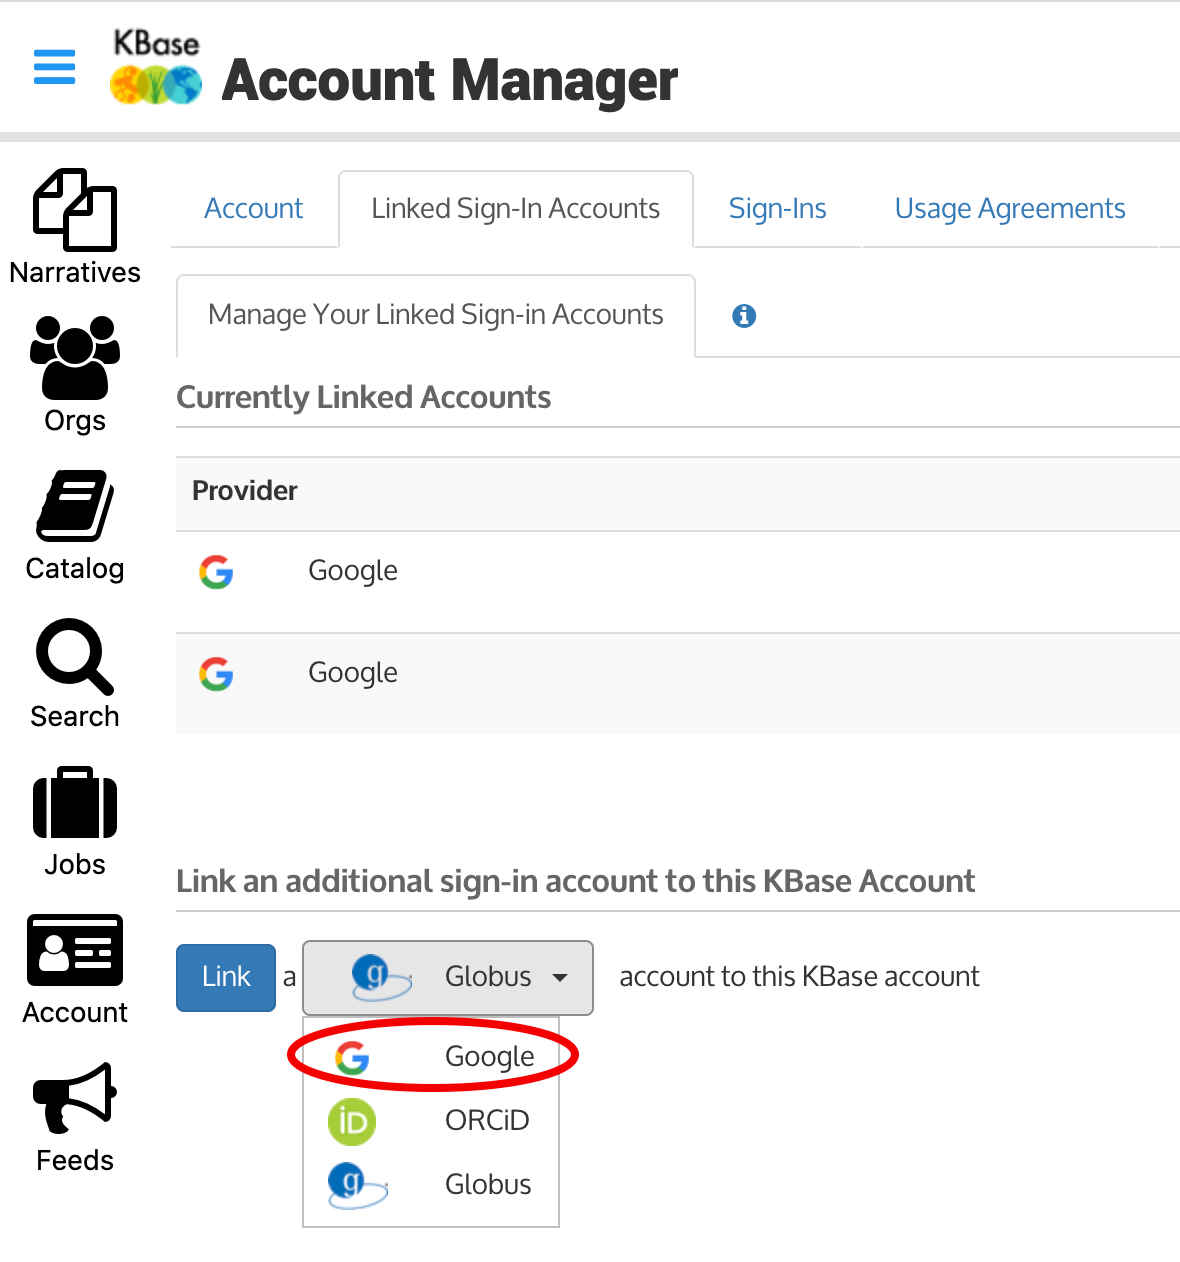 KBase
Account Manager
Narratives
Orgs
Catalog
Search
Jobs
Account
Feeds
Account Linked Sign-In Accounts Sign-Ins Usage Agreements
Manage Your Linked Sign-in Accounts
Currently Linked Accounts
Provider
Google
Google
Link an additional sign-in account to this KBase Account
Link a g Globus account to this KBase account
Google
iD ORCiD
g Globus